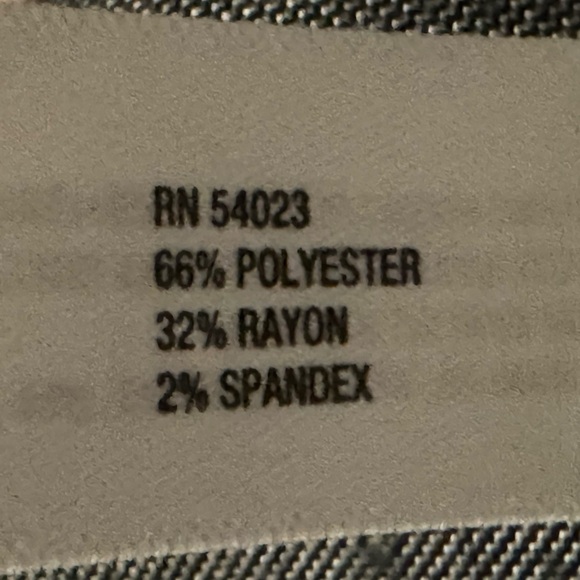 RN 54023
66% POLYESTER
32% RAYON
2% SPANDEX